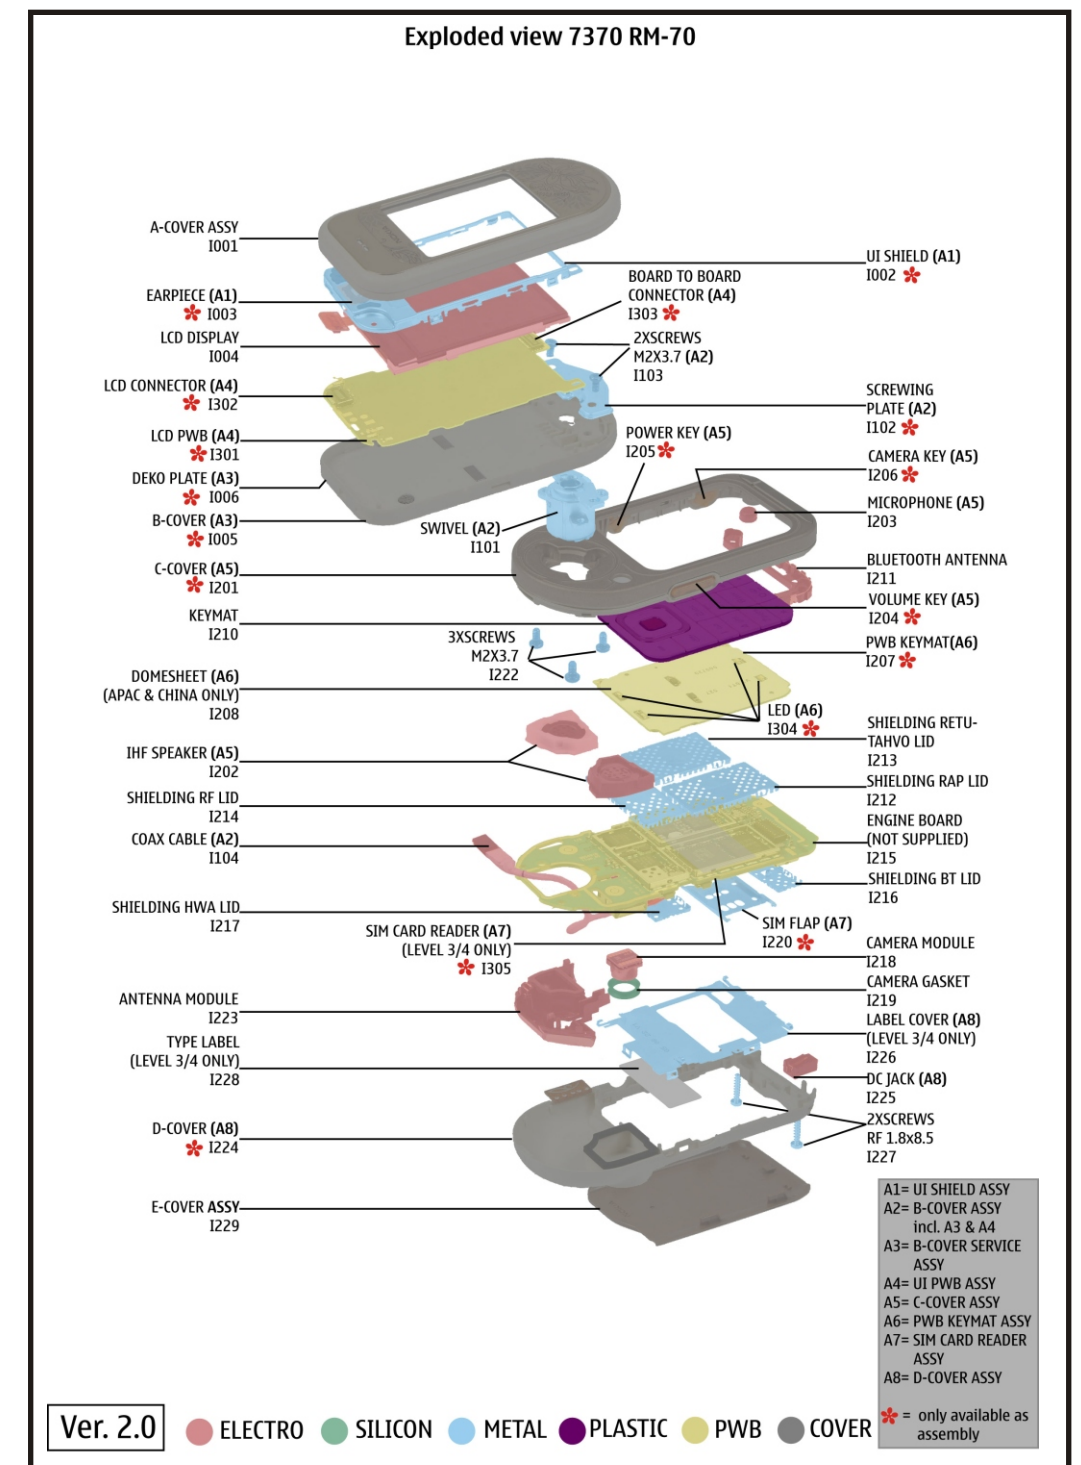 Exploded view 7370 RM-70
A-COVER ASSY
I001
EARPIECE (A1)
* I003
LCD DISPLAY
I004
LCD CONNECTOR (A4)
* I302
LCD PWB (A4)
* I301
DEKO PLATE (A3)
* I006
B-COVER (A3)
* I005
C-COVER (A5)
* I201
KEYMAT
I210
DOMESHEET (A6)
(APAC & CHINA ONLY)
I208
IHF SPEAKER (A5)
I202
SHIELDING RF LID
I214
COAX CABLE (A2)
I104
SHIELDING HWA LID
I217
ANTENNA MODULE
I223
TYPE LABEL
(LEVEL 3/4 ONLY)
I228
D-COVER (A8)
* I224
E-COVER ASSY
I229
BOARD TO BOARD
CONNECTOR (A4)
I303 *
2XSCREWS
M2X3.7 (A2)
I103
POWER KEY (A5)
I205 *
SWIVEL (A2)
I101
3XSCREWS
M2X3.7
I222
LED (A6)
I304 *
SIM CARD READER (A7)
(LEVEL 3/4 ONLY)
* I305
SIM FLAP (A7)
I220 *
UI SHIELD (A1)
I002 *
SCREWING
PLATE (A2)
I102 *
CAMERA KEY (A5)
I206 *
MICROPHONE (A5)
I203
BLUETOOTH ANTENNA
I211
VOLUME KEY (A5)
I204 *
PWB KEYMAT(A6)
I207 *
SHIELDING RETU-
TAHVO LID
I213
SHIELDING RAP LID
I212
ENGINE BOARD
(NOT SUPPLIED)
I215
SHIELDING BT LID
I216
CAMERA MODULE
I218
CAMERA GASKET
I219
LABEL COVER (A8)
(LEVEL 3/4 ONLY)
I226
DC JACK (A8)
I225
2XSCREWS
RF 1.8x8.5
I227
A1= UI SHIELD ASSY
A2= B-COVER ASSY
incl. A3 & A4
A3= B-COVER SERVICE
ASSY
A4= UI PWB ASSY
A5= C-COVER ASSY
A6= PWB KEYMAT ASSY
A7= SIM CARD READER
ASSY
A8= D-COVER ASSY
* = only available as
assembly
Ver. 2.0 ELECTRO SILICON METAL PLASTIC PWB COVER